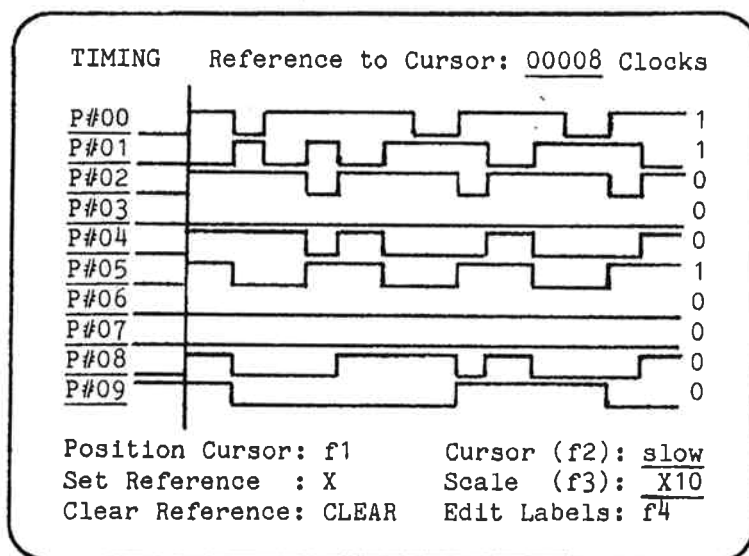 TIMING Reference to Cursor: 00008 Clocks
P#00 1
P#01 1
P#02 0
P#03 0
P#04 0
P#05 1
P#06 0
P#07 0
P#08 0
P#09 0
Position Cursor: f1 Cursor (f2): slow
Set Reference : X Scale (f3): X10
Clear Reference: CLEAR Edit Labels: f4